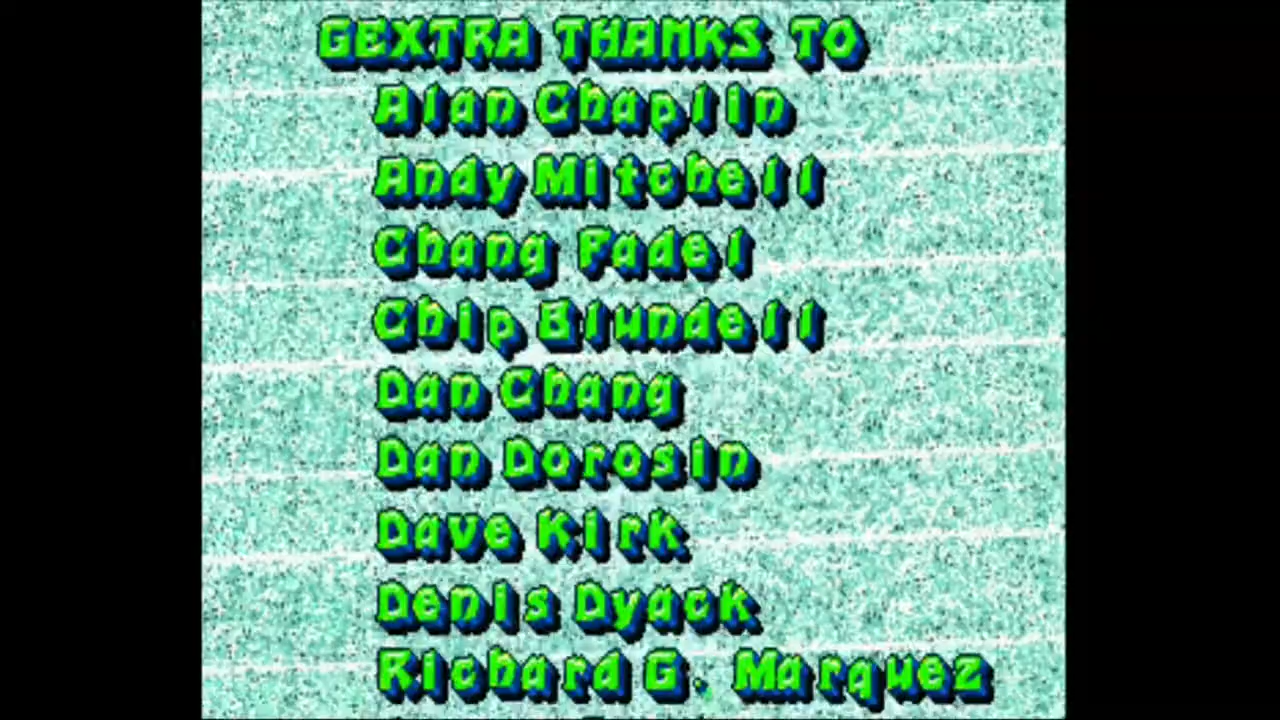 GEXTRA THANKS TO
Alan Chaplin
Andy Mitchell
Chang Fadel
Chip Blundell
Dan Chang
Dan Dorosin
Dave Kirk
Denis Dyack
Richard G. Marquez